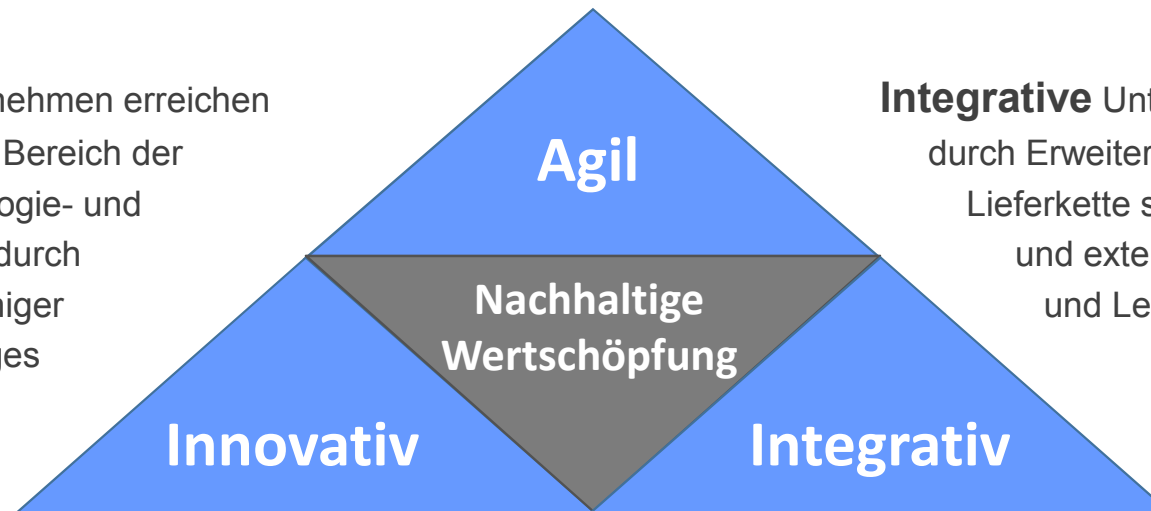 nehmen erreichen
Bereich der
ogie- und
durch
niger
ges
Agil
Nachhaltige
Wertschöpfung
Innovativ
Integrativ
Integrative Unt
durch Erweiter
Lieferkette s
und exte
und Le